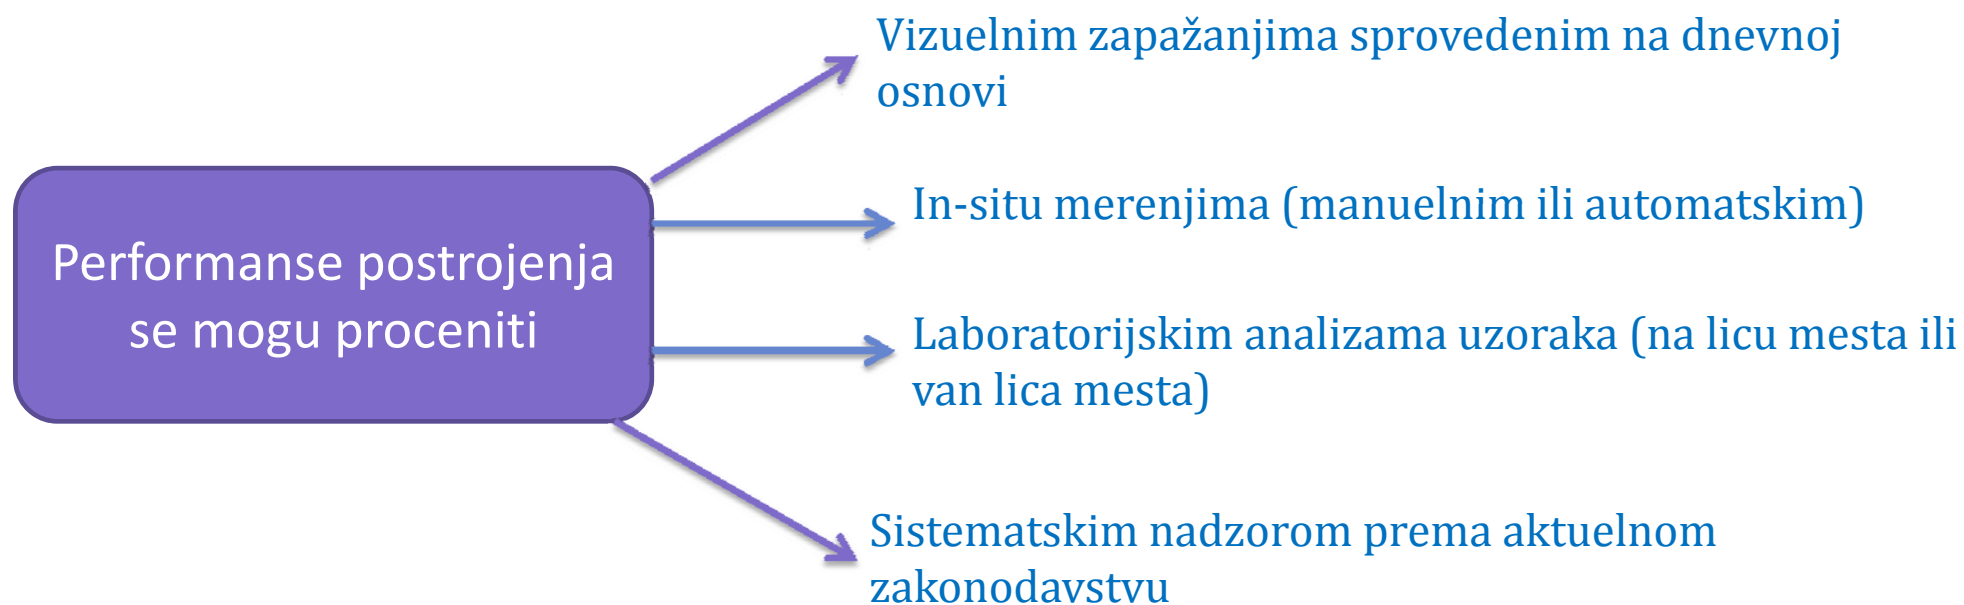 Performanse postrojenja
se mogu proceniti
Vizuelnim zapažanjima sprovedenim na dnevnoj
osnovi
In-situ merenjima (manuelnim ili automatskim)
Laboratorijskim analizama uzoraka (na licu mesta ili
van lica mesta)
Sistematskim nadzorom prema aktuelnom
zakonodavstvu